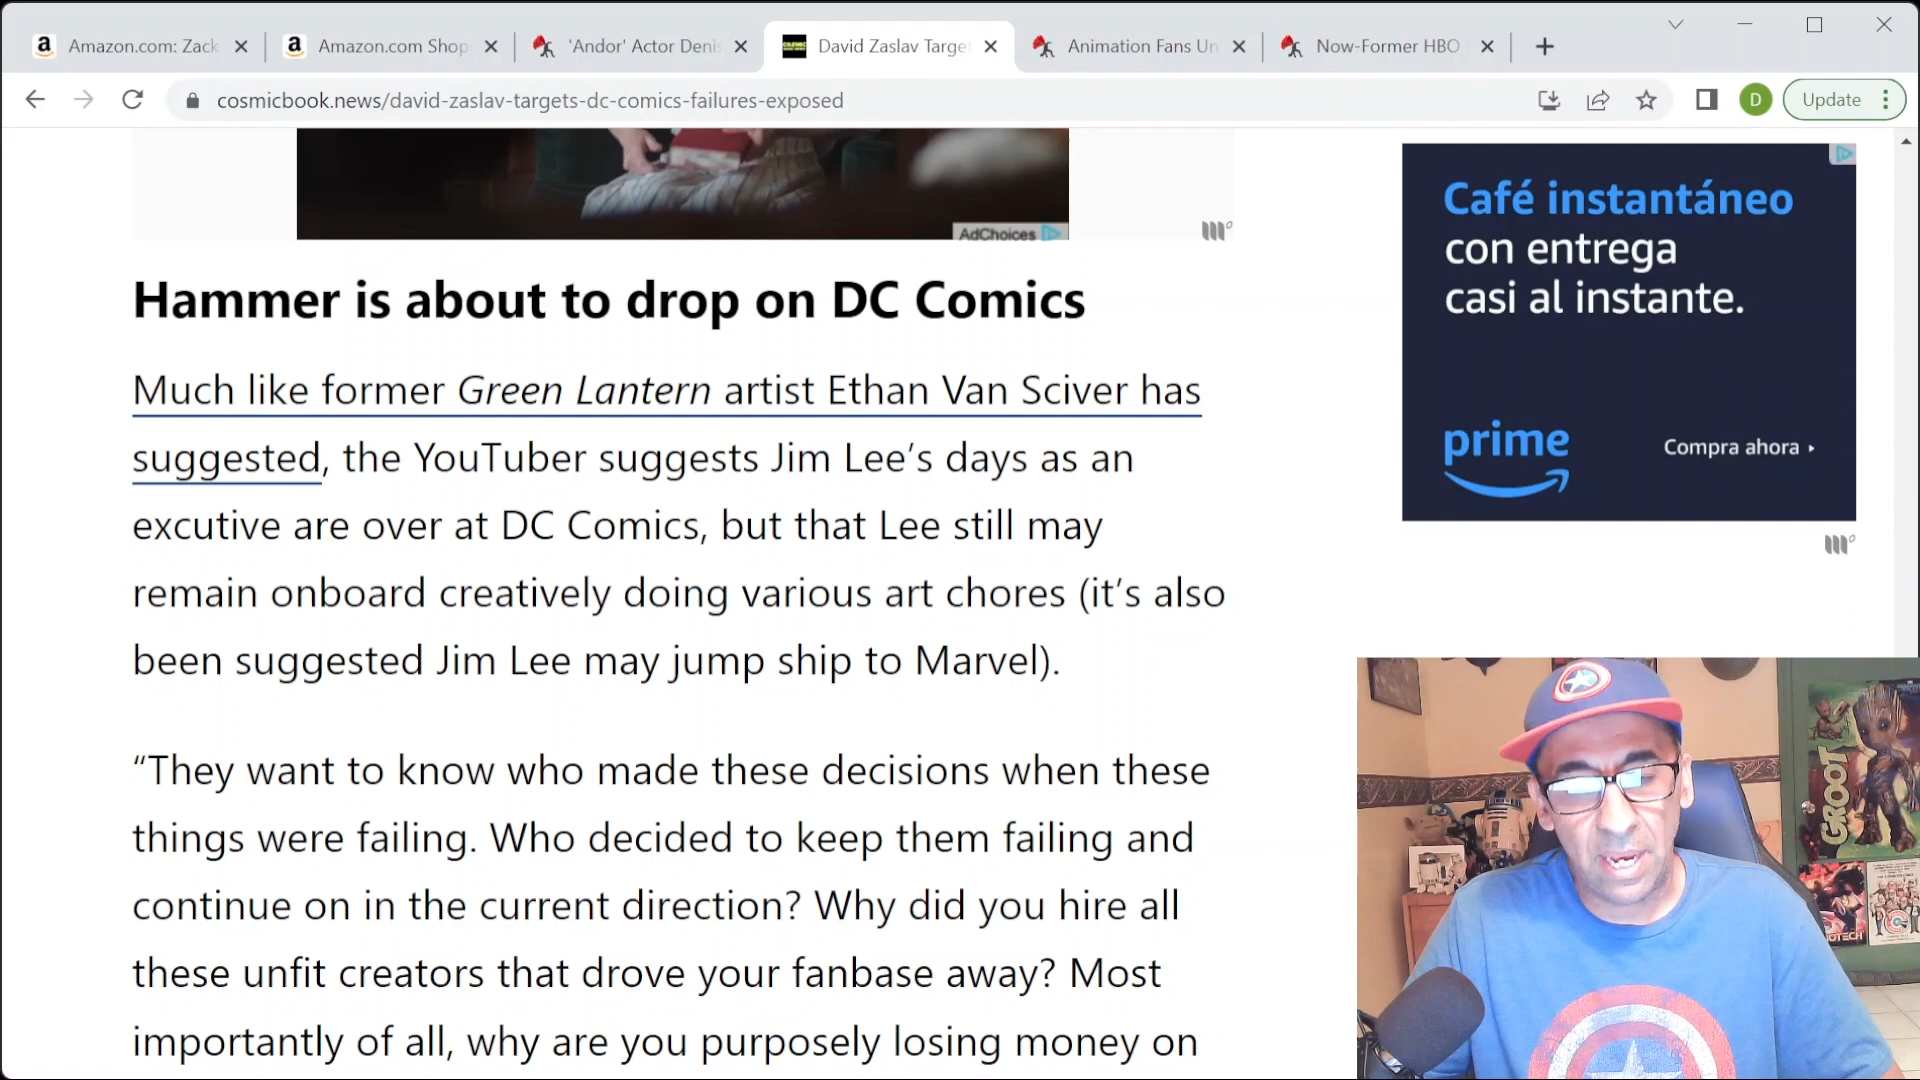 Amazon.com: Zack
Amazon.com Shop
'Andor' Actor Denis
David Zaslav Targe
Animation Fans Un
Now-Former HBO
cosmicbook.news/david-zaslav-targets-dc-comics-failures-exposed
D
Update
AdChoices
Hammer is about to drop on DC Comics
Much like former Green Lantern artist Ethan Van Sciver has
suggested, the YouTuber suggests Jim Lee’s days as an
excutive are over at DC Comics, but that Lee still may
remain onboard creatively doing various art chores (it’s also
been suggested Jim Lee may jump ship to Marvel).
“They want to know who made these decisions when these
things were failing. Who decided to keep them failing and
continue on in the current direction? Why did you hire all
these unfit creators that drove your fanbase away? Most
importantly of all, why are you purposely losing money on
Café instantáneo
con entrega
casi al instante.
prime
Compra ahora
GROOT